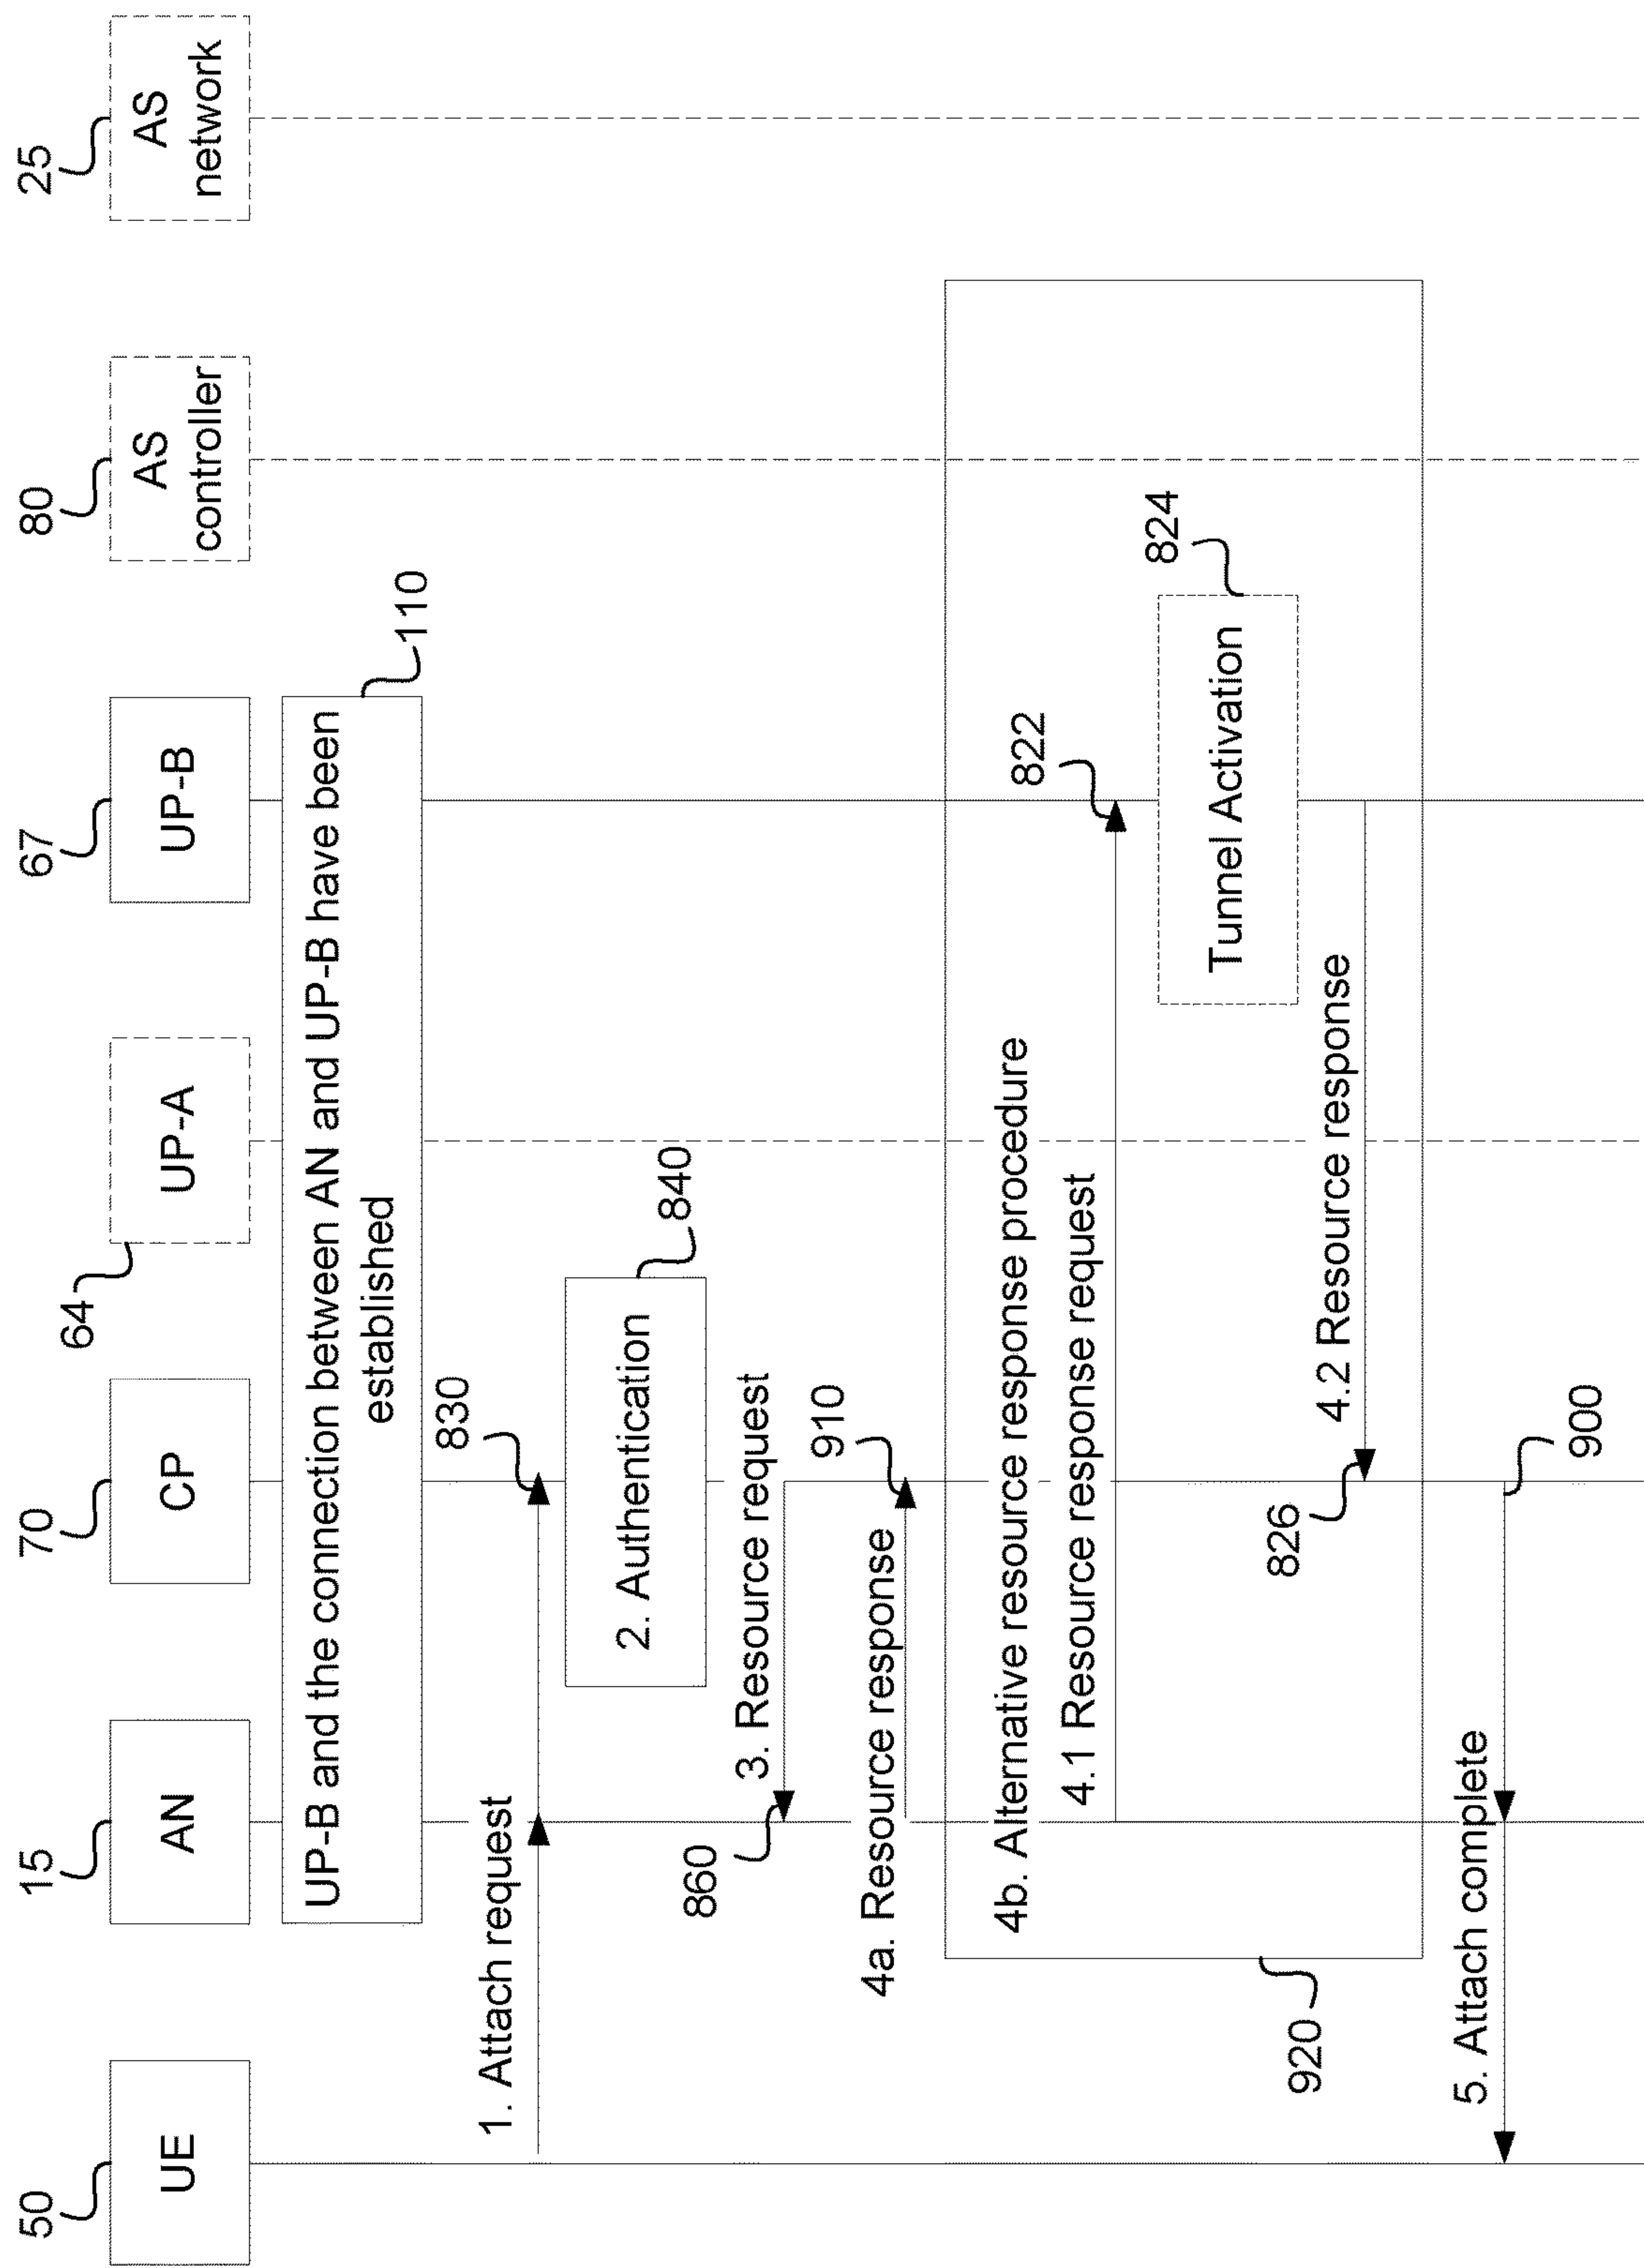 50
15
70
64
67
80
25
UE
AN
CP
UP-A
UP-B
AS
controller
AS
network
UP-B and the connection between AN and UP-B have been
established
110
1. Attach request
830
2. Authentication
840
3. Resource request
860
4a. Resource response
910
4b. Alternative resource response procedure
4.1 Resource response request
822
Tunnel Activation
824
4.2 Resource response
826
920
5. Attach complete
900